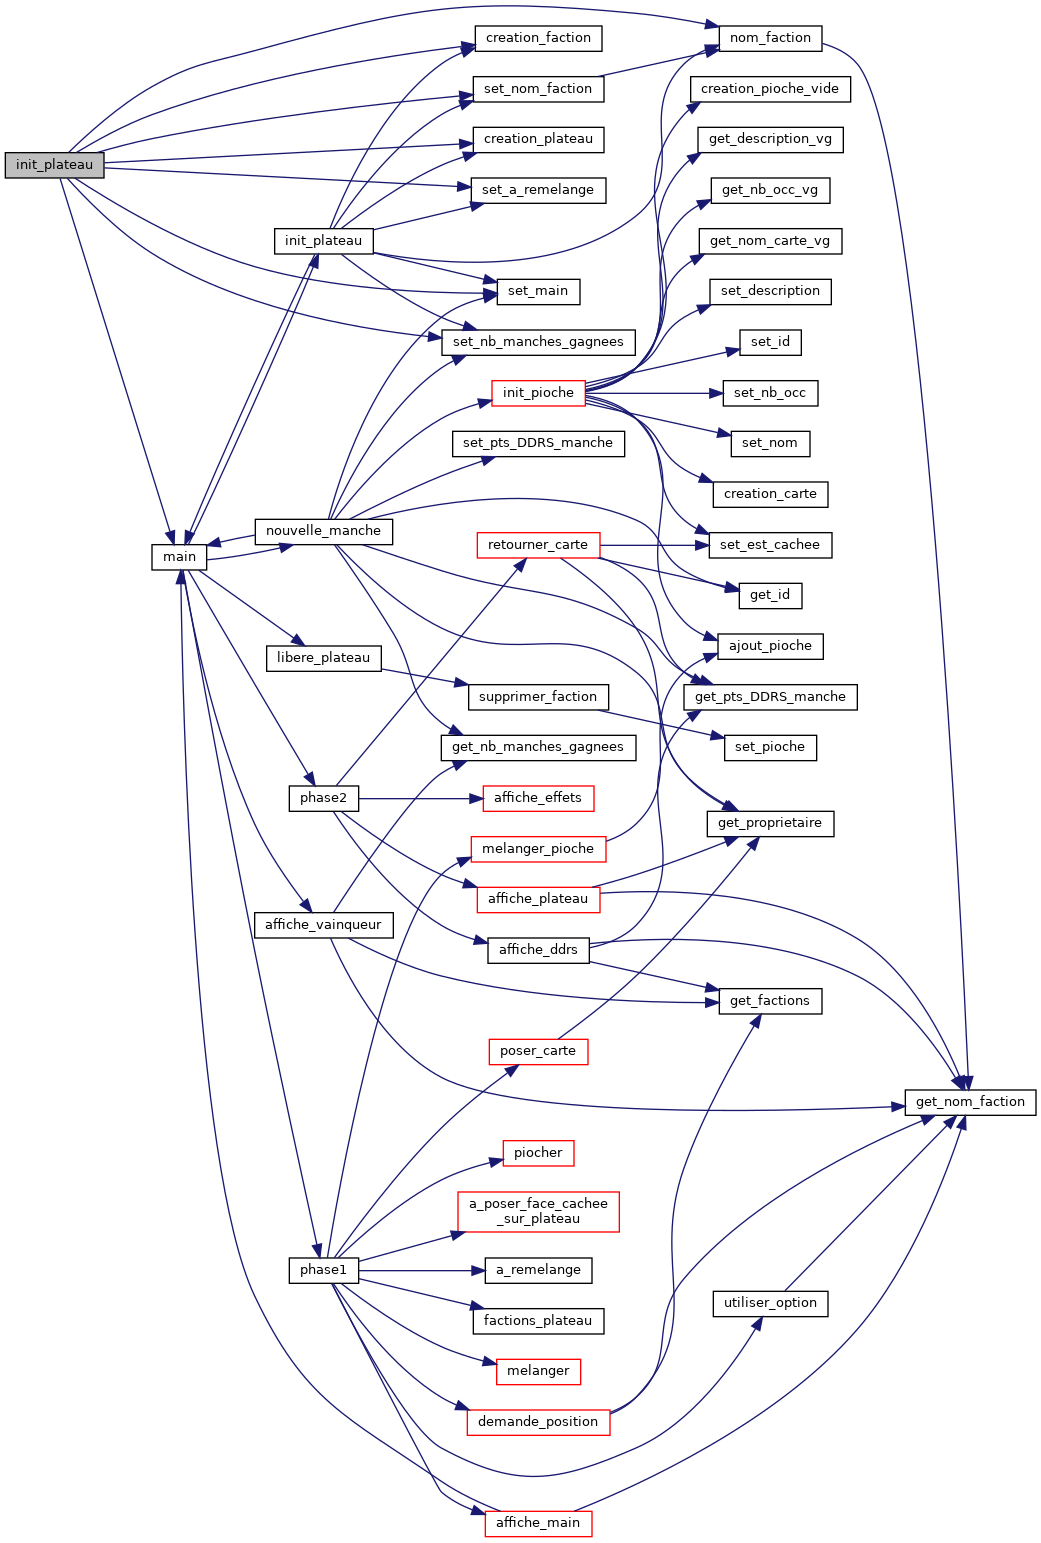 nom_faction
creation_faction
set_nom_faction
creation_pioche_vide
creation_plateau
get_description_vg
init_plateau
set_a_remelange
get_nb_occ_vg
init_plateau
get_nom_carte_vg
set_main
set_description
set_nb_manches_gagnees
set_id
init_pioche
set_nb_occ
set_pts_DDRS_manche
set_nom
creation_carte
nouvelle_manche
retourner_carte
set_est_cachee
main
get_id
ajout_pioche
libere_plateau
supprimer_faction
get_pts_DDRS_manche
get_nb_manches_gagnees
set_pioche
phase2
affiche_effets
get_proprietaire
melanger_pioche
affiche_plateau
affiche_vainqueur
affiche_ddrs
get_factions
poser_carte
get_nom_faction
piocher
a_poser_face_cachee
_sur_plateau
phase1
a_remelange
utiliser_option
factions_plateau
melanger
demande_position
affiche_main